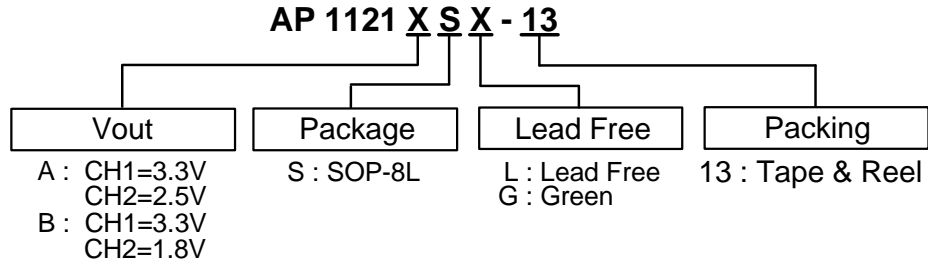 AP 1121 X S X - 13
Vout
A : CH1=3.3V
CH2=2.5V
B : CH1=3.3V
CH2=1.8V
Package
S : SOP-8L
Lead Free
L : Lead Free
G : Green
Packing
13 : Tape & Reel